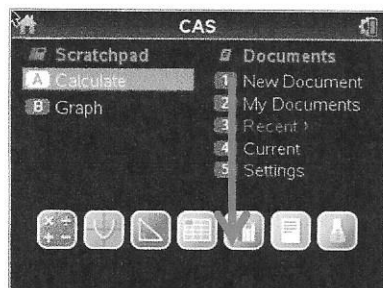 CAS
Scratchpad
A Calculate
B Graph
Documents
1 New Document
2 My Documents
3 Recent ›
4 Current
5 Settings